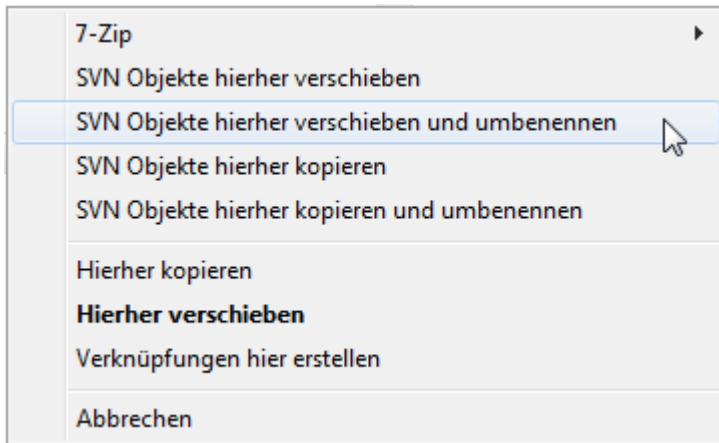 7-Zip
SVN Objekte hierher verschieben
SVN Objekte hierher verschieben und umbenennen
SVN Objekte hierher kopieren
SVN Objekte hierher kopieren und umbenennen
Hierher kopieren
Hierher verschieben
Verknüpfungen hier erstellen
Abbrechen